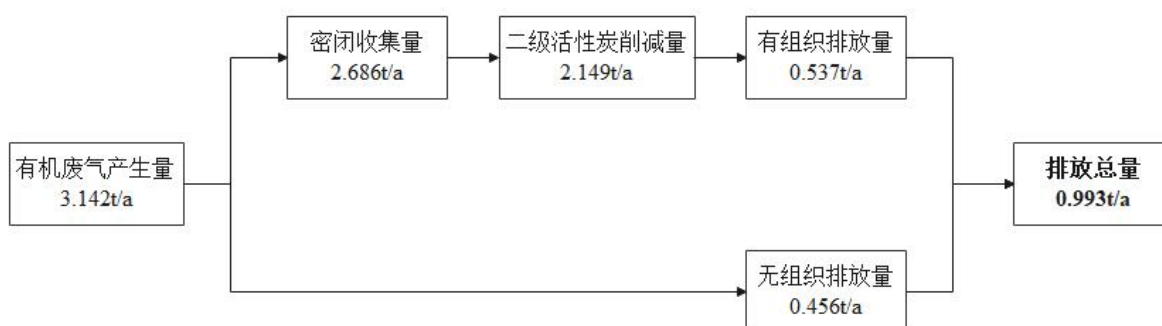 密闭收集量
2.686t/a
二级活性炭削减量
2.149t/a
有组织排放量
0.537t/a
有机废气产生量
3.142t/a
排放总量
0.993t/a
无组织排放量
0.456t/a